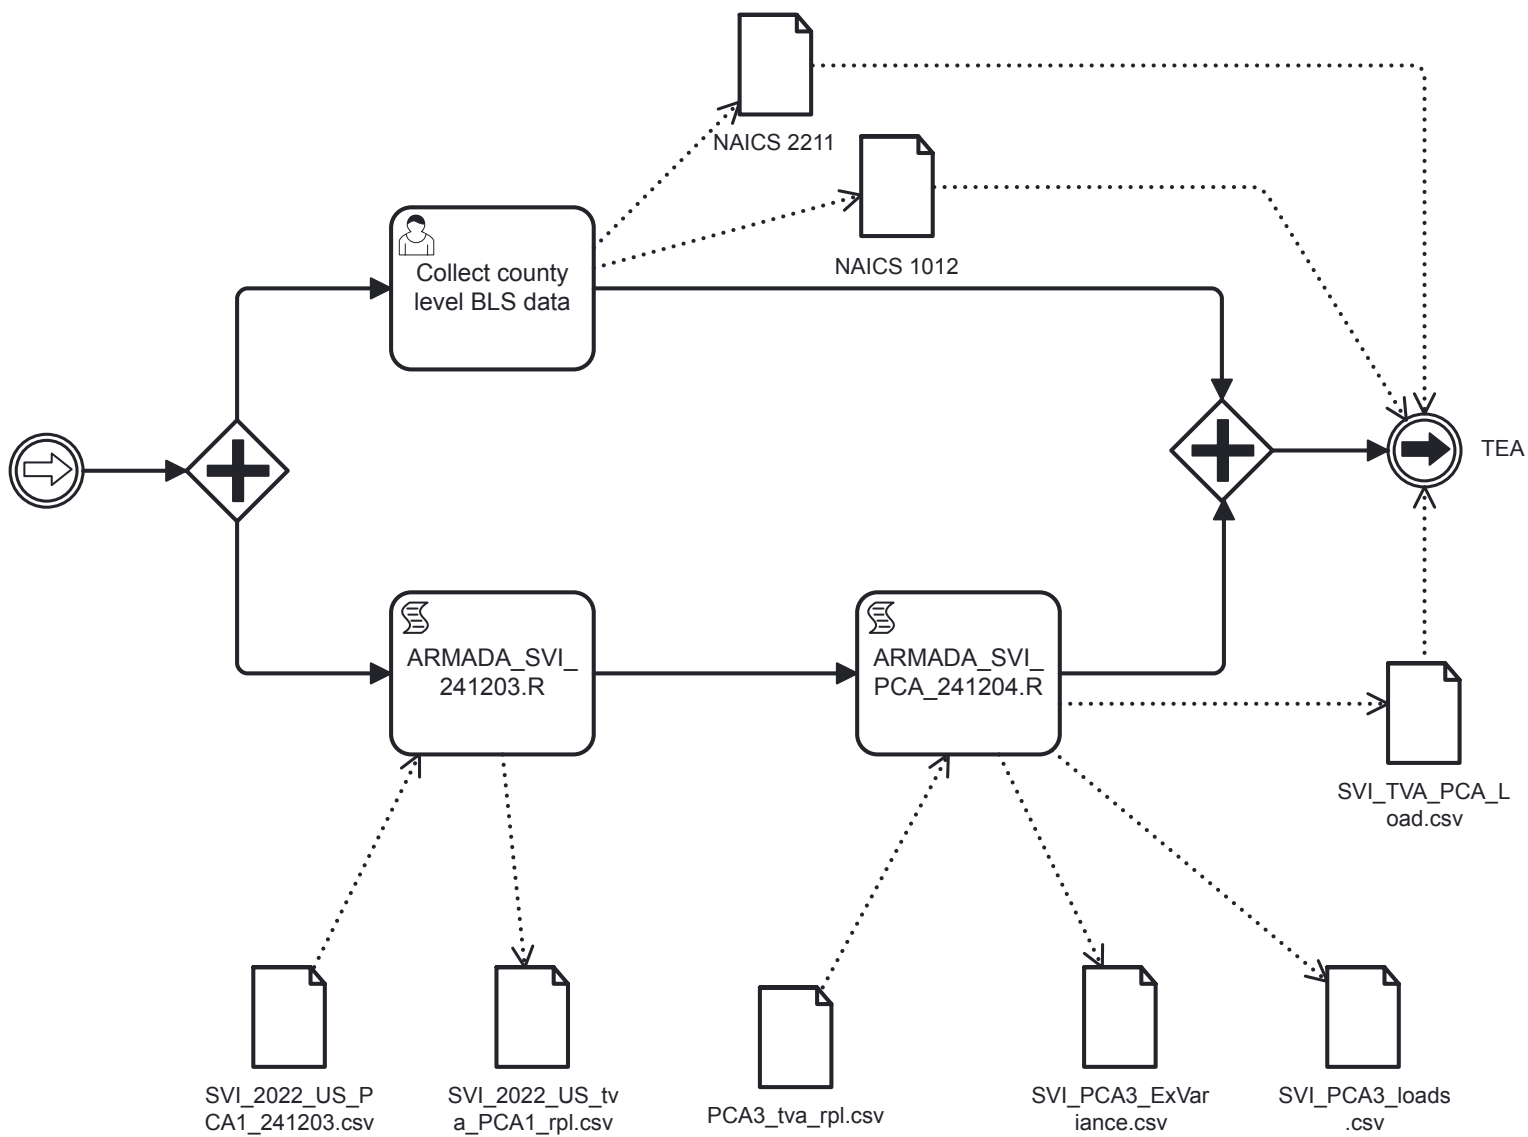 NAICS 2211
NAICS 1012
Collect county
level BLS data
TEA
ARMADA_SVI_
241203.R
ARMADA_SVI_
PCA_241204.R
SVI_TVA_PCA_L
oad.csv
SVI_2022_US_P
CA1_241203.csv
SVI_2022_US_tv
a_PCA1_rpl.csv
PCA3_tva_rpl.csv
SVI_PCA3_ExVar
iance.csv
SVI_PCA3_loads
.csv